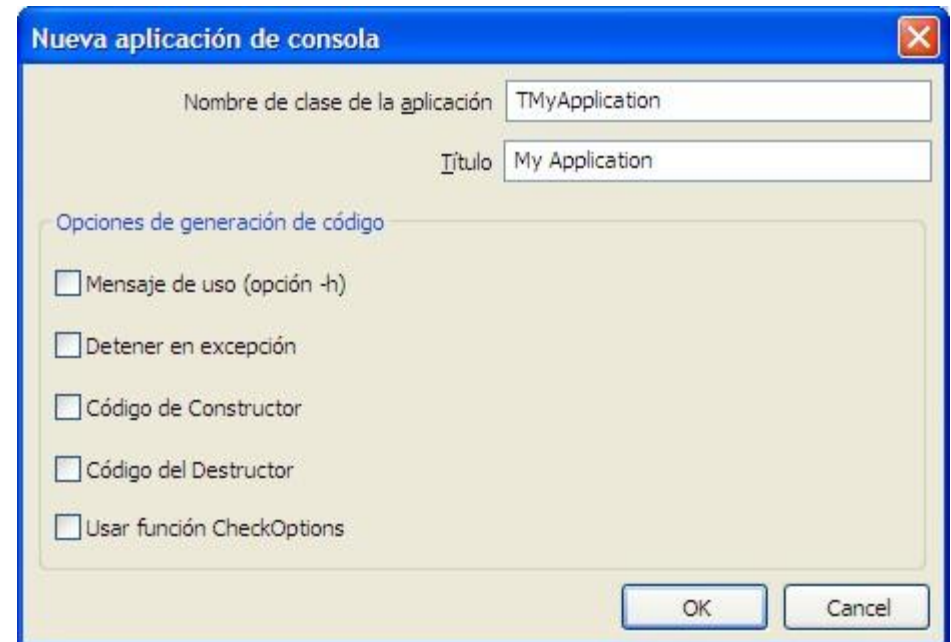 Nueva aplicación de consola
Nombre de clase de la aplicación TMyApplication
Título My Application
Opciones de generación de código
Mensaje de uso (opción -h)
Detener en excepción
Código de Constructor
Código del Destructor
Usar función CheckOptions
OK Cancel